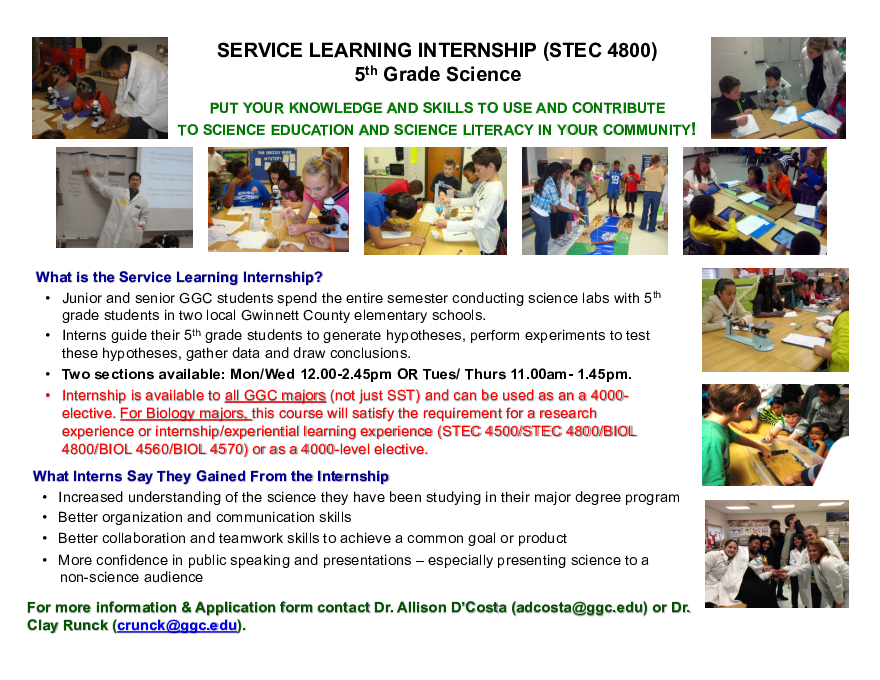 SERVICE LEARNING INTERNSHIP (STEC 4800)
5th Grade Science
PUT YOUR KNOWLEDGE AND SKILLS TO USE AND CONTRIBUTE
TO SCIENCE EDUCATION AND SCIENCE LITERACY IN YOUR COMMUNITY!
What is the Service Learning Internship?
• Junior and senior GGC students spend the entire semester conducting science labs with 5th
grade students in two local Gwinnett County elementary schools.
• Interns guide their 5th grade students to generate hypotheses, perform experiments to test
these hypotheses, gather data and draw conclusions.
• Two sections available: Mon/Wed 12.00-2.45pm OR Tues/ Thurs 11.00am- 1.45pm.
• Internship is available to all GGC majors (not just SST) and can be used as an a 4000-
elective. For Biology majors, this course will satisfy the requirement for a research
experience or internship/experiential learning experience (STEC 4500/STEC 4800/BIOL
4800/BIOL 4560/BIOL 4570) or as a 4000-level elective.
What Interns Say They Gained From the Internship
• Increased understanding of the science they have been studying in their major degree program
• Better organization and communication skills
• Better collaboration and teamwork skills to achieve a common goal or product
• More confidence in public speaking and presentations – especially presenting science to a
non-science audience
For more information & Application form contact Dr. Allison D’Costa (adcosta@ggc.edu) or Dr.
Clay Runck (crunck@ggc.edu).